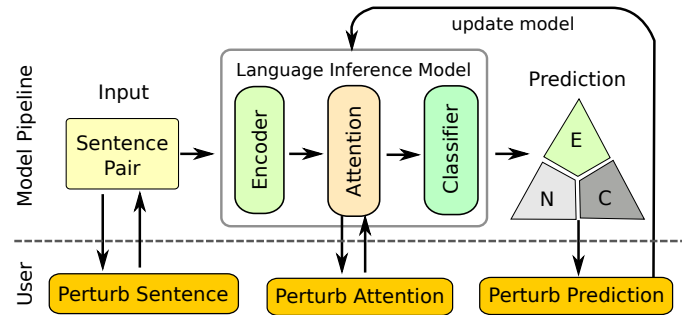 update model
Language Inference Model
Prediction
Input
Model Pipeline
Sentence
Pair
Encoder
Attention
Classifier
E
N
C
User
Perturb Sentence
Perturb Attention
Perturb Prediction